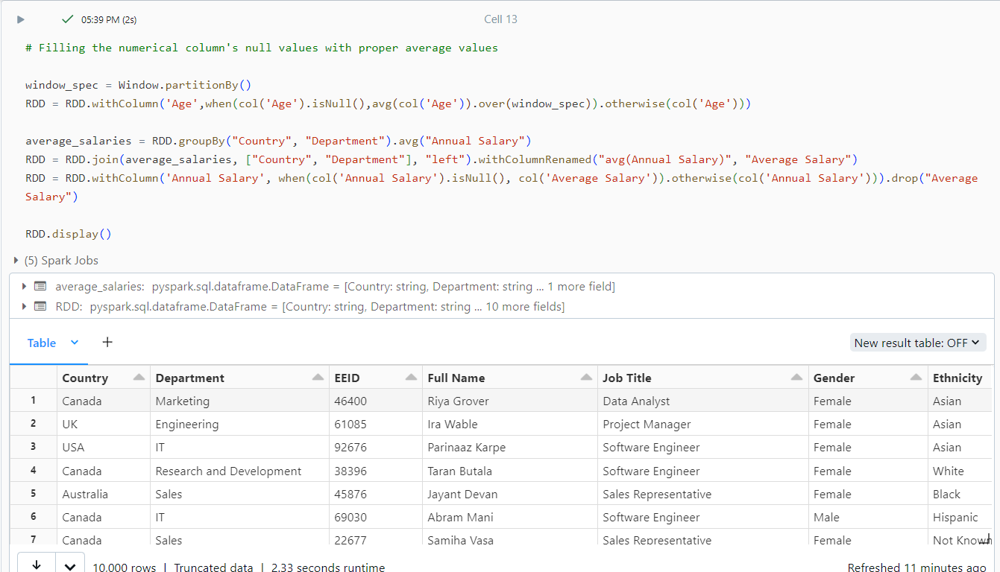 05:39 PM (2s)
Cell 13
# Filling the numerical column's null values with proper average values
window_spec = Window.partitionBy()
RDD = RDD.withColumn('Age',when(col('Age').isNull(),avg(col('Age')).over(window_spec)).otherwise(col('Age')))
average_salaries = RDD.groupBy("Country", "Department").avg("Annual Salary")
RDD = RDD.join(average_salaries, ["Country", "Department"], "left").withColumnRenamed("avg(Annual Salary)", "Average Salary")
RDD = RDD.withColumn('Annual Salary', when(col('Annual Salary').isNull(), col('Average Salary')).otherwise(col('Annual Salary'))).drop("Average
Salary")
RDD.display()
(5) Spark Jobs
average_salaries: pyspark.sql.dataframe.DataFrame = [Country: string, Department: string ... 1 more field]
RDD: pyspark.sql.dataframe.DataFrame = [Country: string, Department: string ... 10 more fields]
Table + New result table: OFF
Country Department EEID Full Name Job Title Gender Ethnicity
1 Canada Marketing 46400 Riya Grover Data Analyst Female Asian
2 UK Engineering 61085 Ira Wable Project Manager Female Asian
3 USA IT 92676 Parinaaz Karpe Software Engineer Female Asian
4 Canada Research and Development 38396 Taran Butala Software Engineer Female White
5 Australia Sales 45876 Jayant Devan Sales Representative Female Black
6 Canada IT 69030 Abram Mani Software Engineer Male Hispanic
7 Canada Sales 22677 Samiha Vasa Sales Representative Female Not Known
10,000 rows | Truncated data | 2.33 seconds runtime
Refreshed 11 minutes ago